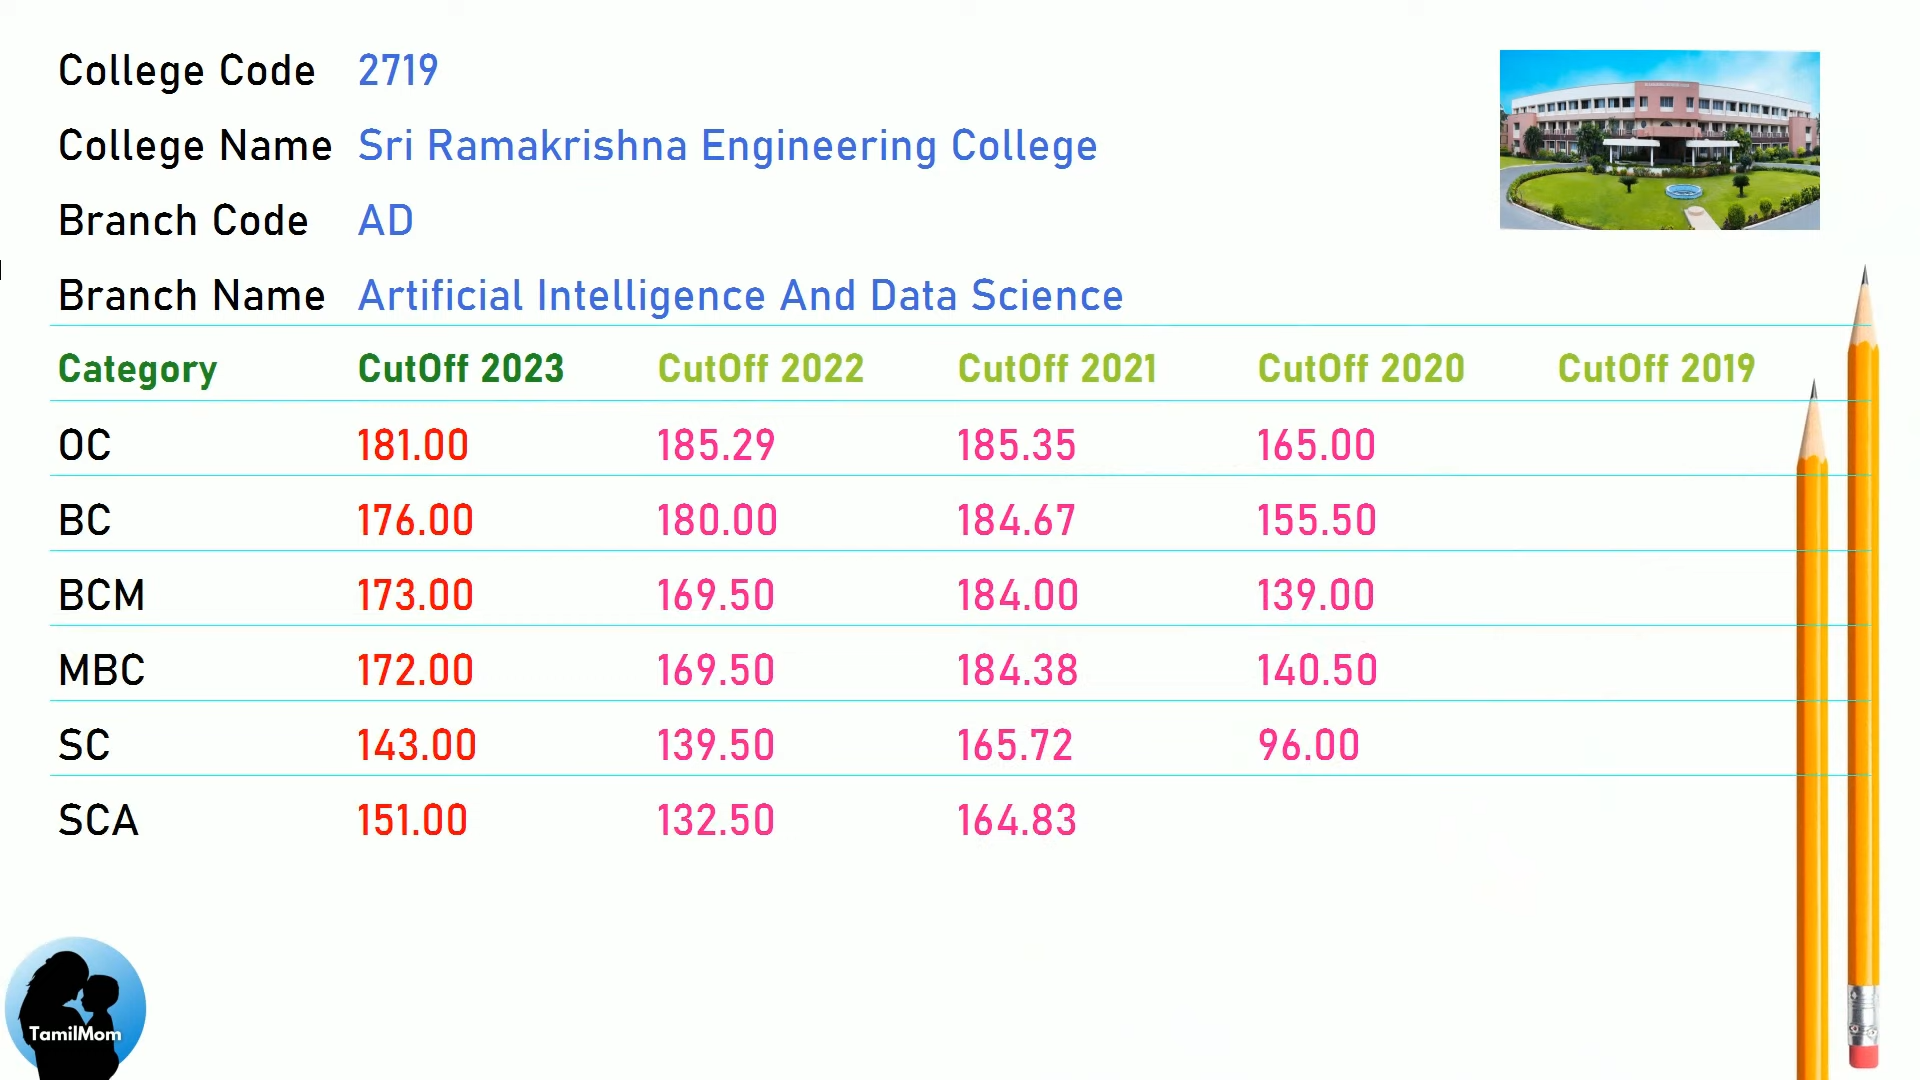 College Code 2719
College Name Sri Ramakrishna Engineering College
Branch Code AD
Branch Name Artificial Intelligence And Data Science
Category CutOff 2023 CutOff 2022 CutOff 2021 CutOff 2020 CutOff 2019
OC 181.00 185.29 185.35 165.00
BC 176.00 180.00 184.67 155.50
BCM 173.00 169.50 184.00 139.00
MBC 172.00 169.50 184.38 140.50
SC 143.00 139.50 165.72 96.00
SCA 151.00 132.50 164.83
TamilMom